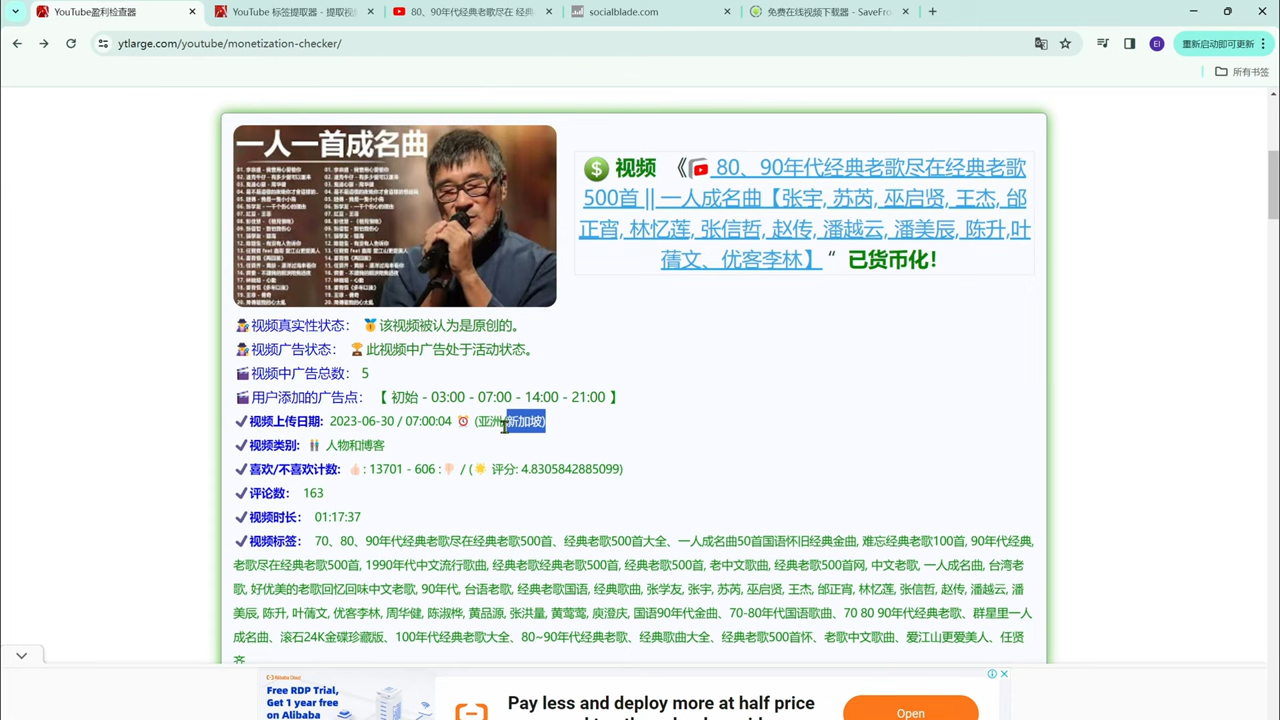 YouTube盈利检查器
YouTube 标签提取器 - 提取视频
80、90年代经典老歌尽在 经典
socialblade.com
免费在线视频下载器 - SaveFro
ytlarge.com/youtube/monetization-checker/
EI
重新启动即可更新
所有书签
一人一首成名曲
视频 《 80、90年代经典老歌尽在经典老歌
500首 || 一人成名曲【张宇, 苏芮, 巫启贤, 王杰, 邰
正宵, 林忆莲, 张信哲, 赵传, 潘越云, 潘美辰, 陈升,叶
蒨文、优客李林】 “ 已货币化！
视频真实性状态： 该视频被认为是原创的。
视频广告状态： 此视频中广告处于活动状态。
视频中广告总数： 5
用户添加的广告点： 【 初始 - 03:00 - 07:00 - 14:00 - 21:00 】
视频上传日期: 2023-06-30 / 07:00:04 (亚洲/新加坡)
视频类别: 人物和博客
喜欢/不喜欢计数: : 13701 - 606 : / ( 评分: 4.8305842885099)
评论数： 163
视频时长： 01:17:37
视频标签： 70、80、90年代经典老歌尽在经典老歌500首、经典老歌500首大全、一人成名曲50首国语怀旧经典金曲, 难忘经典老歌100首, 90年代经典,
老歌尽在经典老歌500首, 1990年代中文流行歌曲, 经典老歌经典老歌500首, 经典老歌500首, 老中文歌曲, 经典老歌500首网, 中文老歌, 一人成名曲, 台湾老
歌, 好优美的老歌回忆回味中文老歌, 90年代, 台语老歌, 经典老歌国语, 经典歌曲, 张学友, 张宇, 苏芮, 巫启贤, 王杰, 邰正宵, 林忆莲, 张信哲, 赵传, 潘越云, 潘
美辰, 陈升, 叶蒨文, 优客李林, 周华健, 陈淑桦, 黄品源, 张洪量, 黄莺莺, 庾澄庆, 国语90年代金曲、70-80年代国语歌曲、70 80 90年代经典老歌、群星里一人
成名曲、滚石24K金碟珍藏版、100年代经典老歌大全、80~90年代经典老歌、经典歌曲大全、经典老歌500首怀、老歌中文歌曲、爱江山更爱美人、任贤
齐
Alibaba Cloud
Free RDP Trial,
Get 1 year free
on Alibaba
Pay less and deploy more at half price
Open